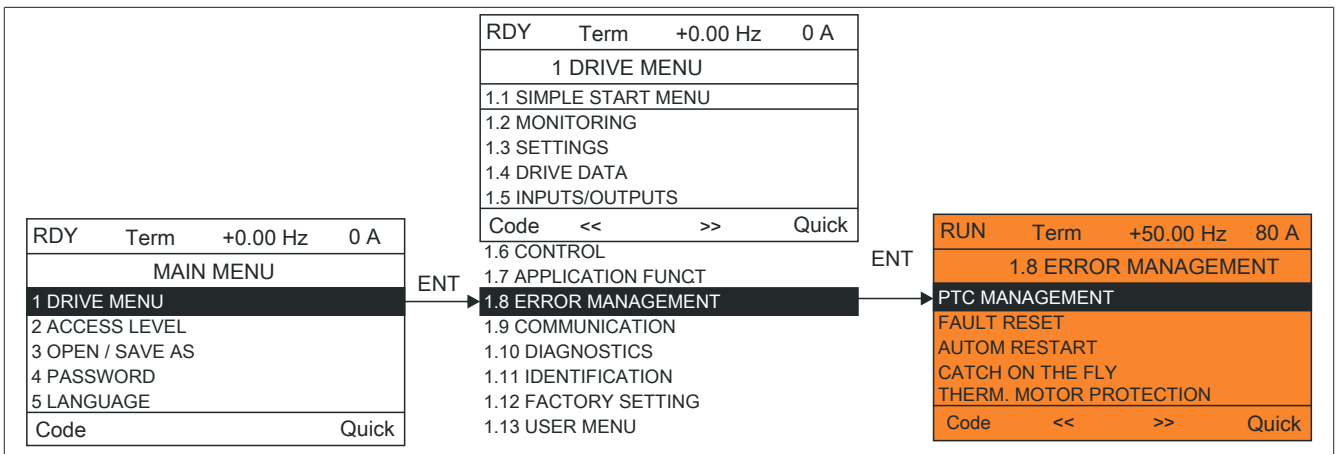 RDY Term +0.00 Hz 0 A
MAIN MENU
1 DRIVE MENU
2 ACCESS LEVEL
3 OPEN / SAVE AS
4 PASSWORD
5 LANGUAGE
Code Quick
ENT
RDY Term +0.00 Hz 0 A
1 DRIVE MENU
1.1 SIMPLE START MENU
1.2 MONITORING
1.3 SETTINGS
1.4 DRIVE DATA
1.5 INPUTS/OUTPUTS
Code << >> Quick
1.6 CONTROL
1.7 APPLICATION FUNCT
1.8 ERROR MANAGEMENT
1.9 COMMUNICATION
1.10 DIAGNOSTICS
1.11 IDENTIFICATION
1.12 FACTORY SETTING
1.13 USER MENU
ENT
RUN Term +50.00 Hz 80 A
1.8 ERROR MANAGEMENT
PTC MANAGEMENT
FAULT RESET
AUTOM RESTART
CATCH ON THE FLY
THERM. MOTOR PROTECTION
Code << >> Quick